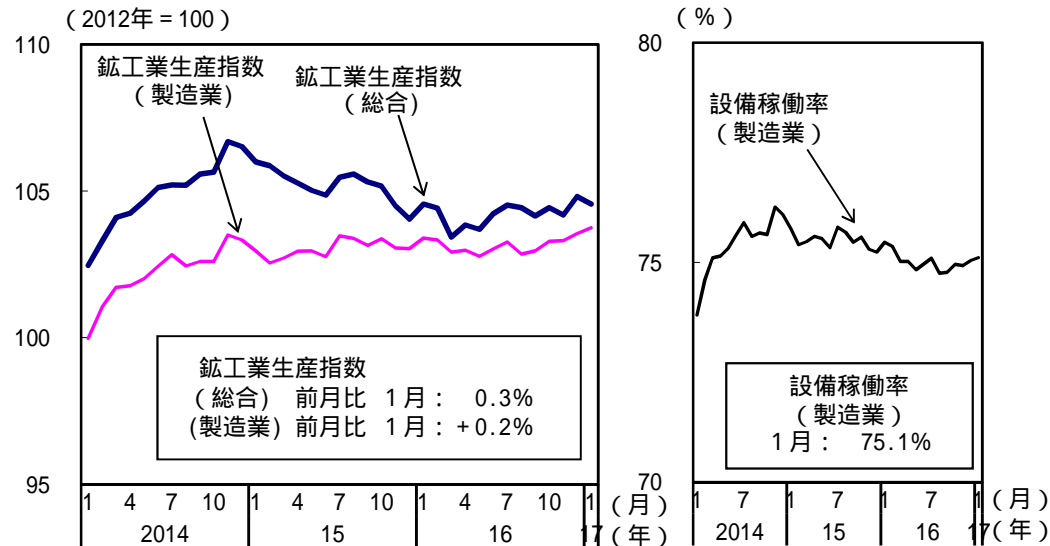 （2012年＝100）
110
105
100
95
鉱工業生産指数
（製造業)
鉱工業生産指数
（総合)
鉱工業生産指数
（総合） 前月比 1月： 0.3%
(製造業) 前月比 1月：+0.2%
1 4 7 10 1 4 7 10 1 4 7 10 1 （月）
2014 15 16 17（年）
（%）
80
75
70
設備稼働率
（製造業）
設備稼働率
（製造業）
1月： 75.1%
1 7 1 7 1 7 1（月）
2014 15 16 17（年）